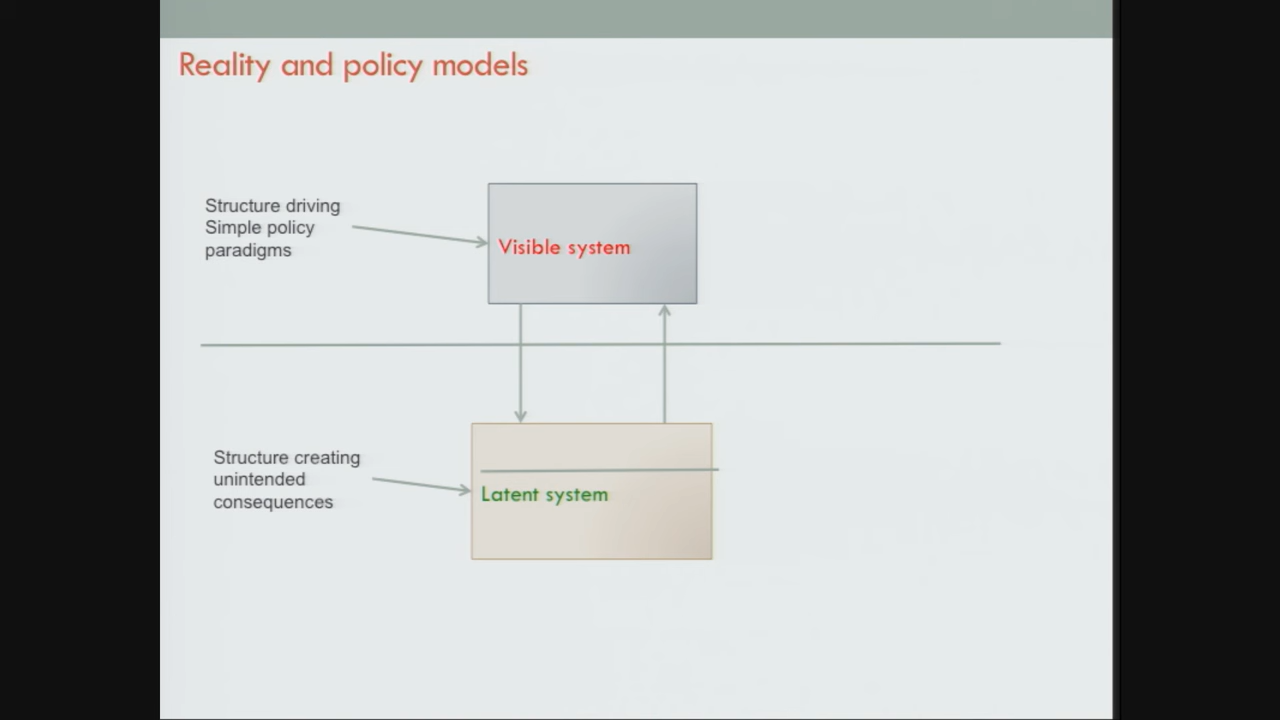 Reality and policy models
Structure driving
Simple policy
paradigms
Visible system
Structure creating
unintended
consequences
Latent system